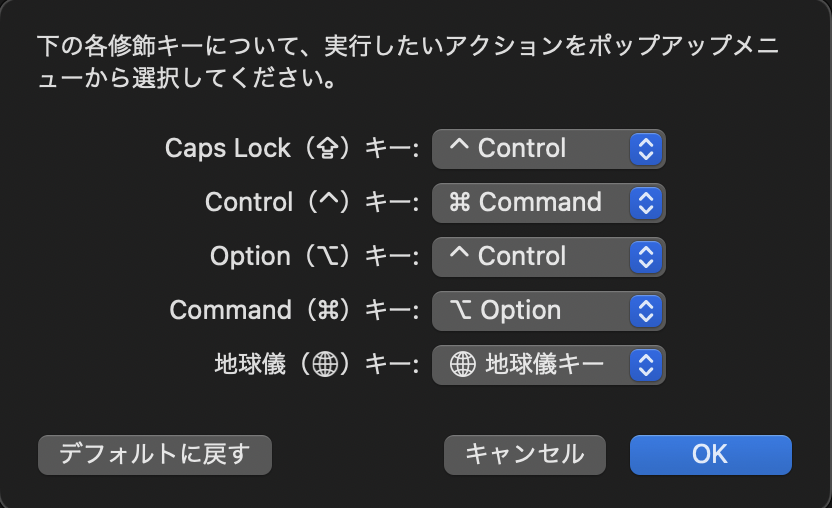 下の各修飾キーについて、実行したいアクションをポップアップメニ
ューから選択してください。
Caps Lock（⇪）キー: ⌃ Control
Control（⌃）キー: ⌘ Command
Option（⌥）キー: ⌃ Control
Command（⌘）キー: ⌥ Option
地球儀（🌐）キー: 🌐 地球儀キー
デフォルトに戻す キャンセル OK